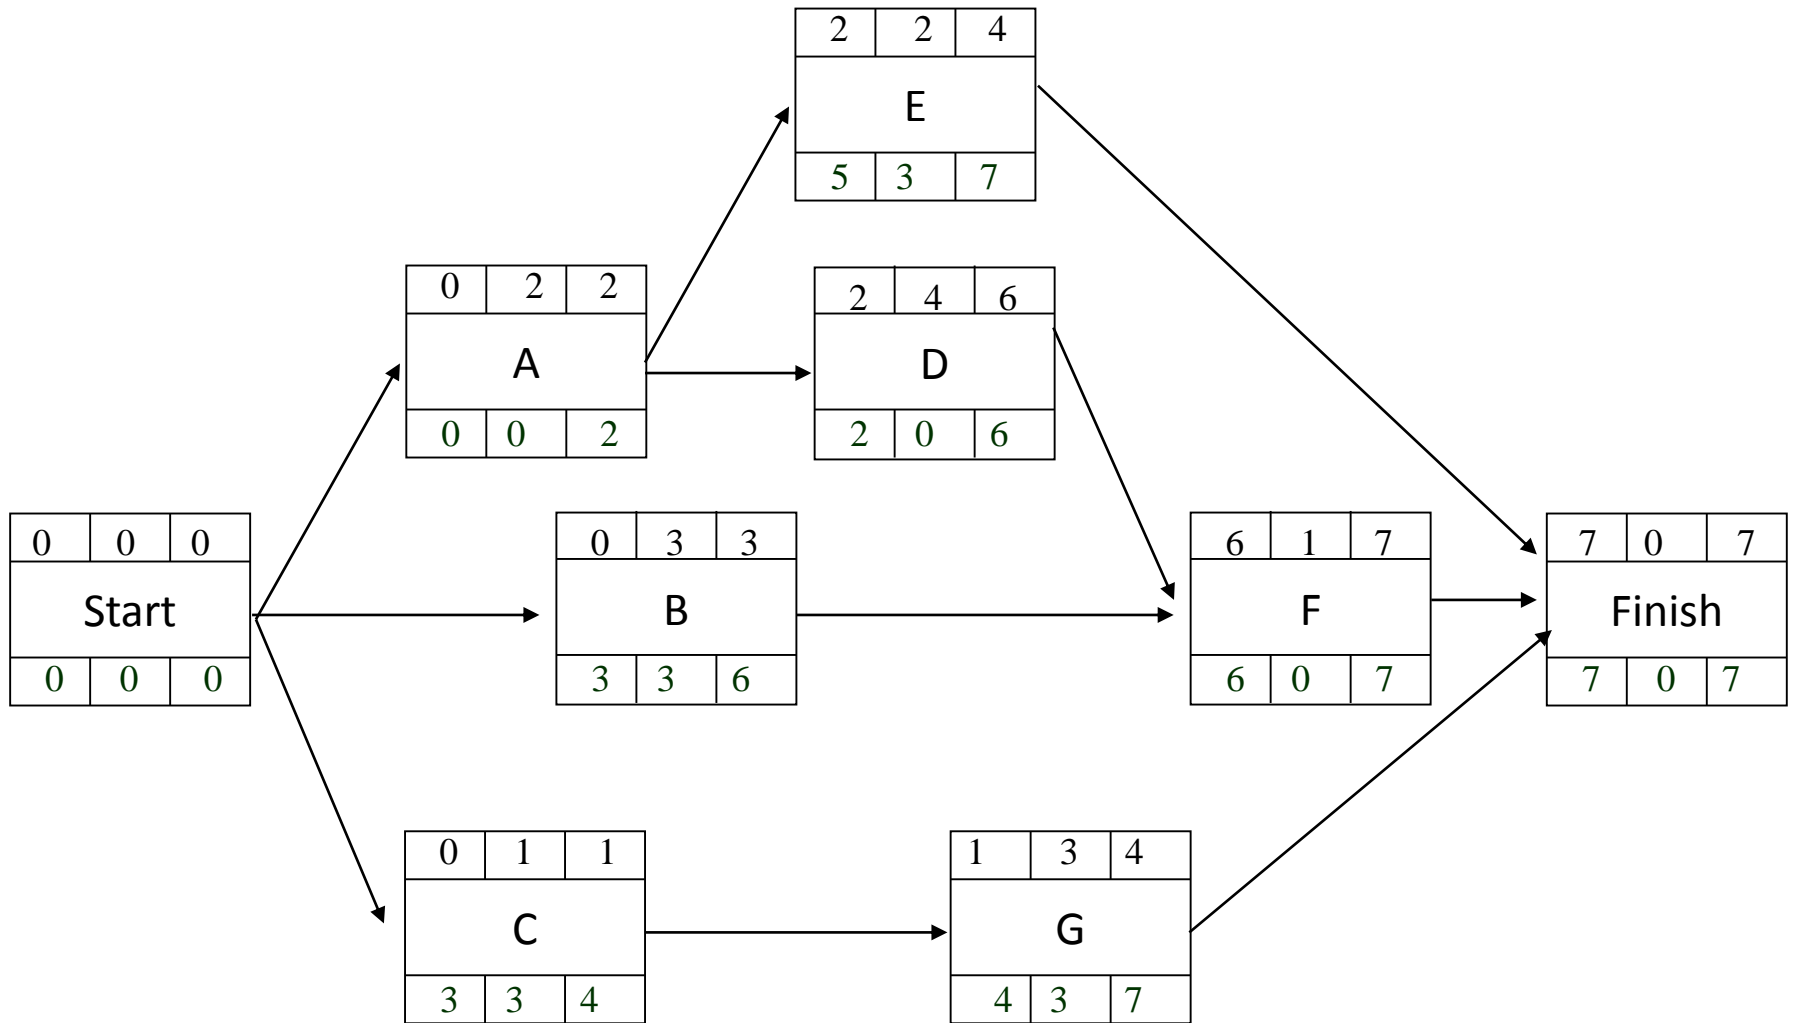 2 2 4
E
5 3 7
0 2 2
A
0 0 2
2 4 6
D
2 0 6
0 0 0
Start
0 0 0
0 3 3
B
3 3 6
6 1 7
F
6 0 7
7 0 7
Finish
7 0 7
0 1 1
C
3 3 4
1 3 4
G
4 3 7